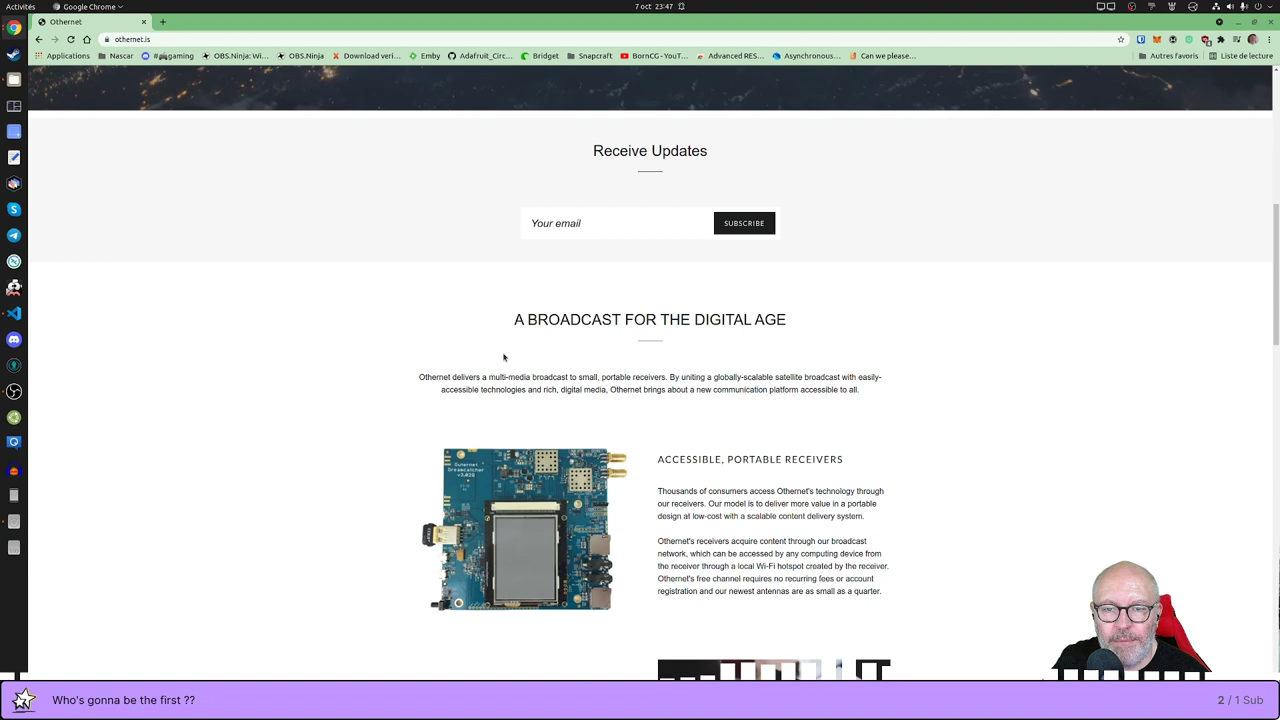 Activités
Google Chrome
7 oct 23:47
Othernet
othernet.is
Applications
Nascar
#🎮gaming
OBS.Ninja: Wi...
OBS.Ninja
Download veri...
Emby
Adafruit_Circ...
Bridget
Snapcraft
BornCG - YouT...
Advanced RES...
Asynchronous...
Can we please...
Autres favoris
Liste de lecture
Receive Updates
Your email
SUBSCRIBE
A BROADCAST FOR THE DIGITAL AGE
Othernet delivers a multi-media broadcast to small, portable receivers. By uniting a globally-scalable satellite broadcast with easily-
accessible technologies and rich, digital media, Othernet brings about a new communication platform accessible to all.
Outernet
Dreamcatcher
ACCESSIBLE, PORTABLE RECEIVERS
Thousands of consumers access Othernet's technology through
our receivers. Our model is to deliver more value in a portable
design at low-cost with a scalable content delivery system.
Othernet's receivers acquire content through our broadcast
network, which can be accessed by any computing device from
the receiver through a local Wi-Fi hotspot created by the receiver.
Othernet's free channel requires no recurring fees or account
registration and our newest antennas are as small as a quarter.
Who's gonna be the first ??
2 / 1 Sub